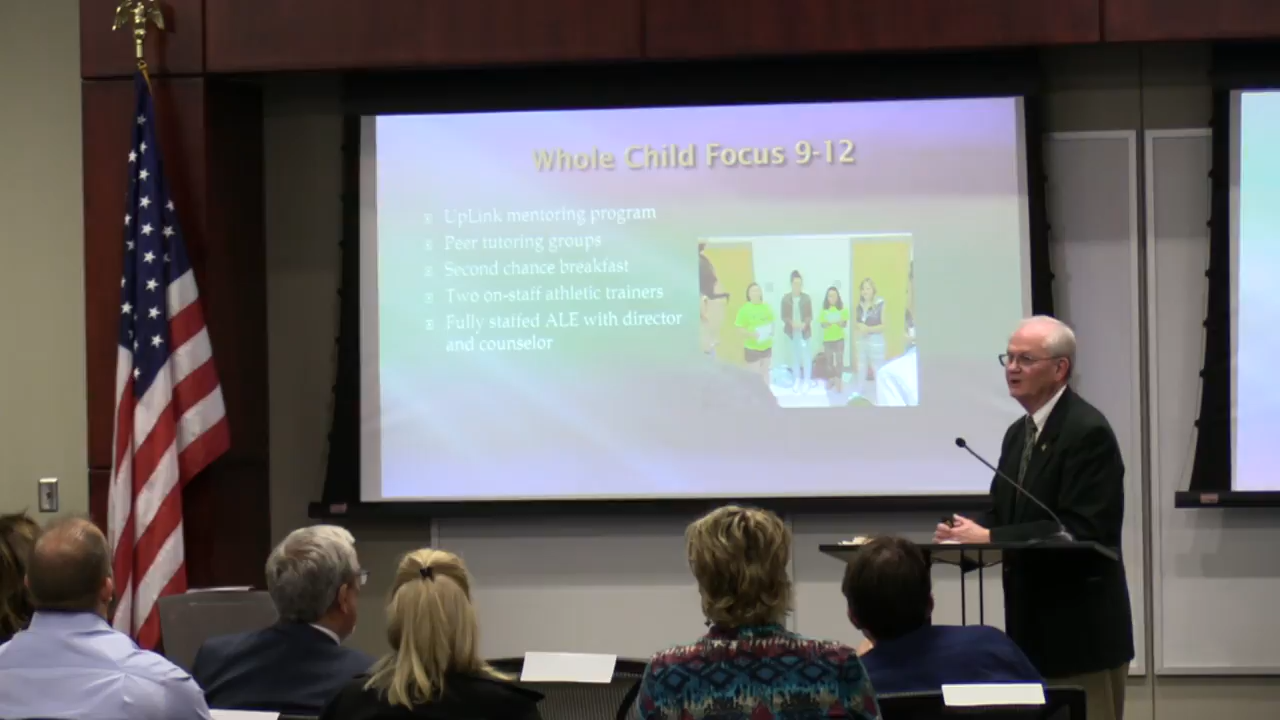 Whole Child Focus 9-12
UpLink mentoring program
Peer tutoring groups
Second chance breakfast
Two on-staff athletic trainers
Fully staffed ALE with director
and counselor